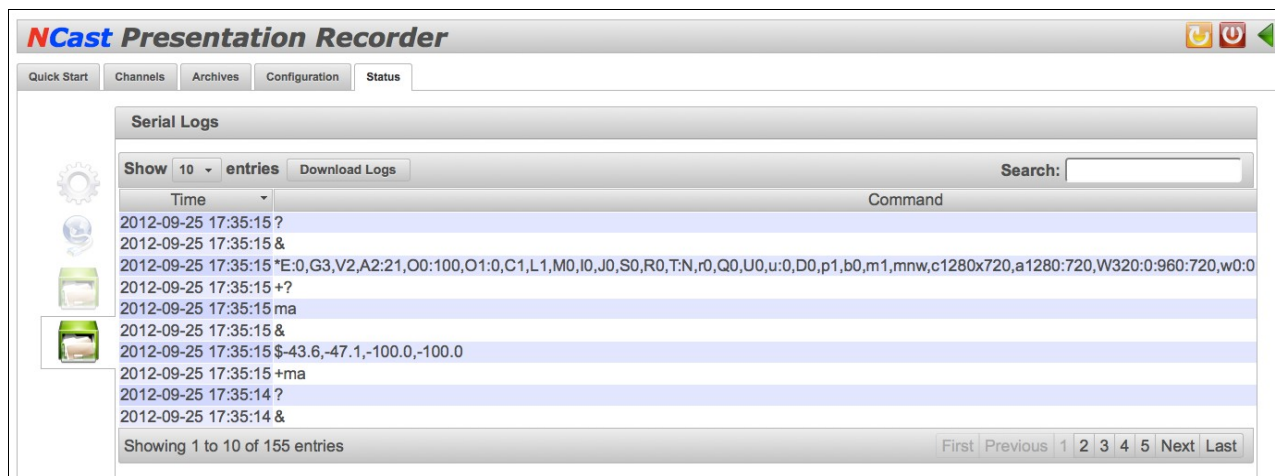 NCast Presentation Recorder
Quick Start Channels Archives Configuration Status
Serial Logs
Show 10 entries Download Logs Search:
Time Command
2012-09-25 17:35:15 ?
2012-09-25 17:35:15 &
2012-09-25 17:35:15 *E:0,G3,V2,A2:21,O0:100,O1:0,C1,L1,M0,I0,J0,S0,R0,T:N,r0,Q0,U0,u:0,D0,p1,b0,m1,mnw,c1280x720,a1280:720,W320:0:960:720,w0:0
2012-09-25 17:35:15 +?
2012-09-25 17:35:15 ma
2012-09-25 17:35:15 &
2012-09-25 17:35:15 $-43.6,-47.1,-100.0,-100.0
2012-09-25 17:35:15 +ma
2012-09-25 17:35:14 ?
2012-09-25 17:35:14 &
Showing 1 to 10 of 155 entries First Previous 1 2 3 4 5 Next Last